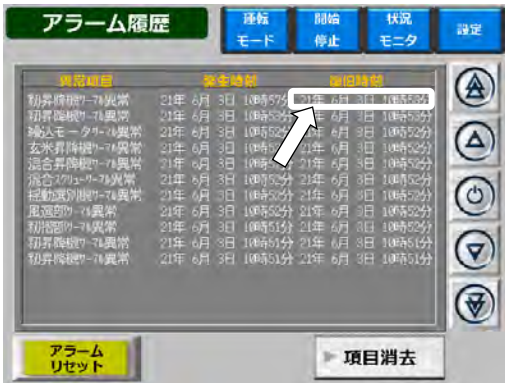 アラーム履歴
運転
モード
開始
停止
状況
モニタ
設定
異常項目 発生時刻 復旧時刻
籾昇降機サーマル異常 21年 6月 3日 10時57分 21年 6月 3日 10時53分
籾昇降機サーマル異常 21年 6月 3日 10時53分 21年 6月 3日 10時53分
繰込モータサーマル異常 21年 6月 3日 10時52分 21年 6月 3日 10時52分
玄米昇降機サーマル異常 21年 6月 3日 10時52分 21年 6月 3日 10時52分
混合昇降機サーマル異常 21年 6月 3日 10時52分 21年 6月 3日 10時52分
混合スクリューサーマル異常 21年 6月 3日 10時52分 21年 6月 3日 10時52分
揺動選別機サーマル異常 21年 6月 3日 10時52分 21年 6月 3日 10時52分
風選部サーマル異常 21年 6月 3日 10時52分 21年 6月 3日 10時52分
籾摺部サーマル異常 21年 6月 3日 10時52分 21年 6月 3日 10時52分
籾昇降機サーマル異常 21年 6月 3日 10時51分 21年 6月 3日 10時51分
籾昇降機サーマル異常 21年 6月 3日 10時51分 21年 6月 3日 10時51分
アラーム
リセット
項目消去